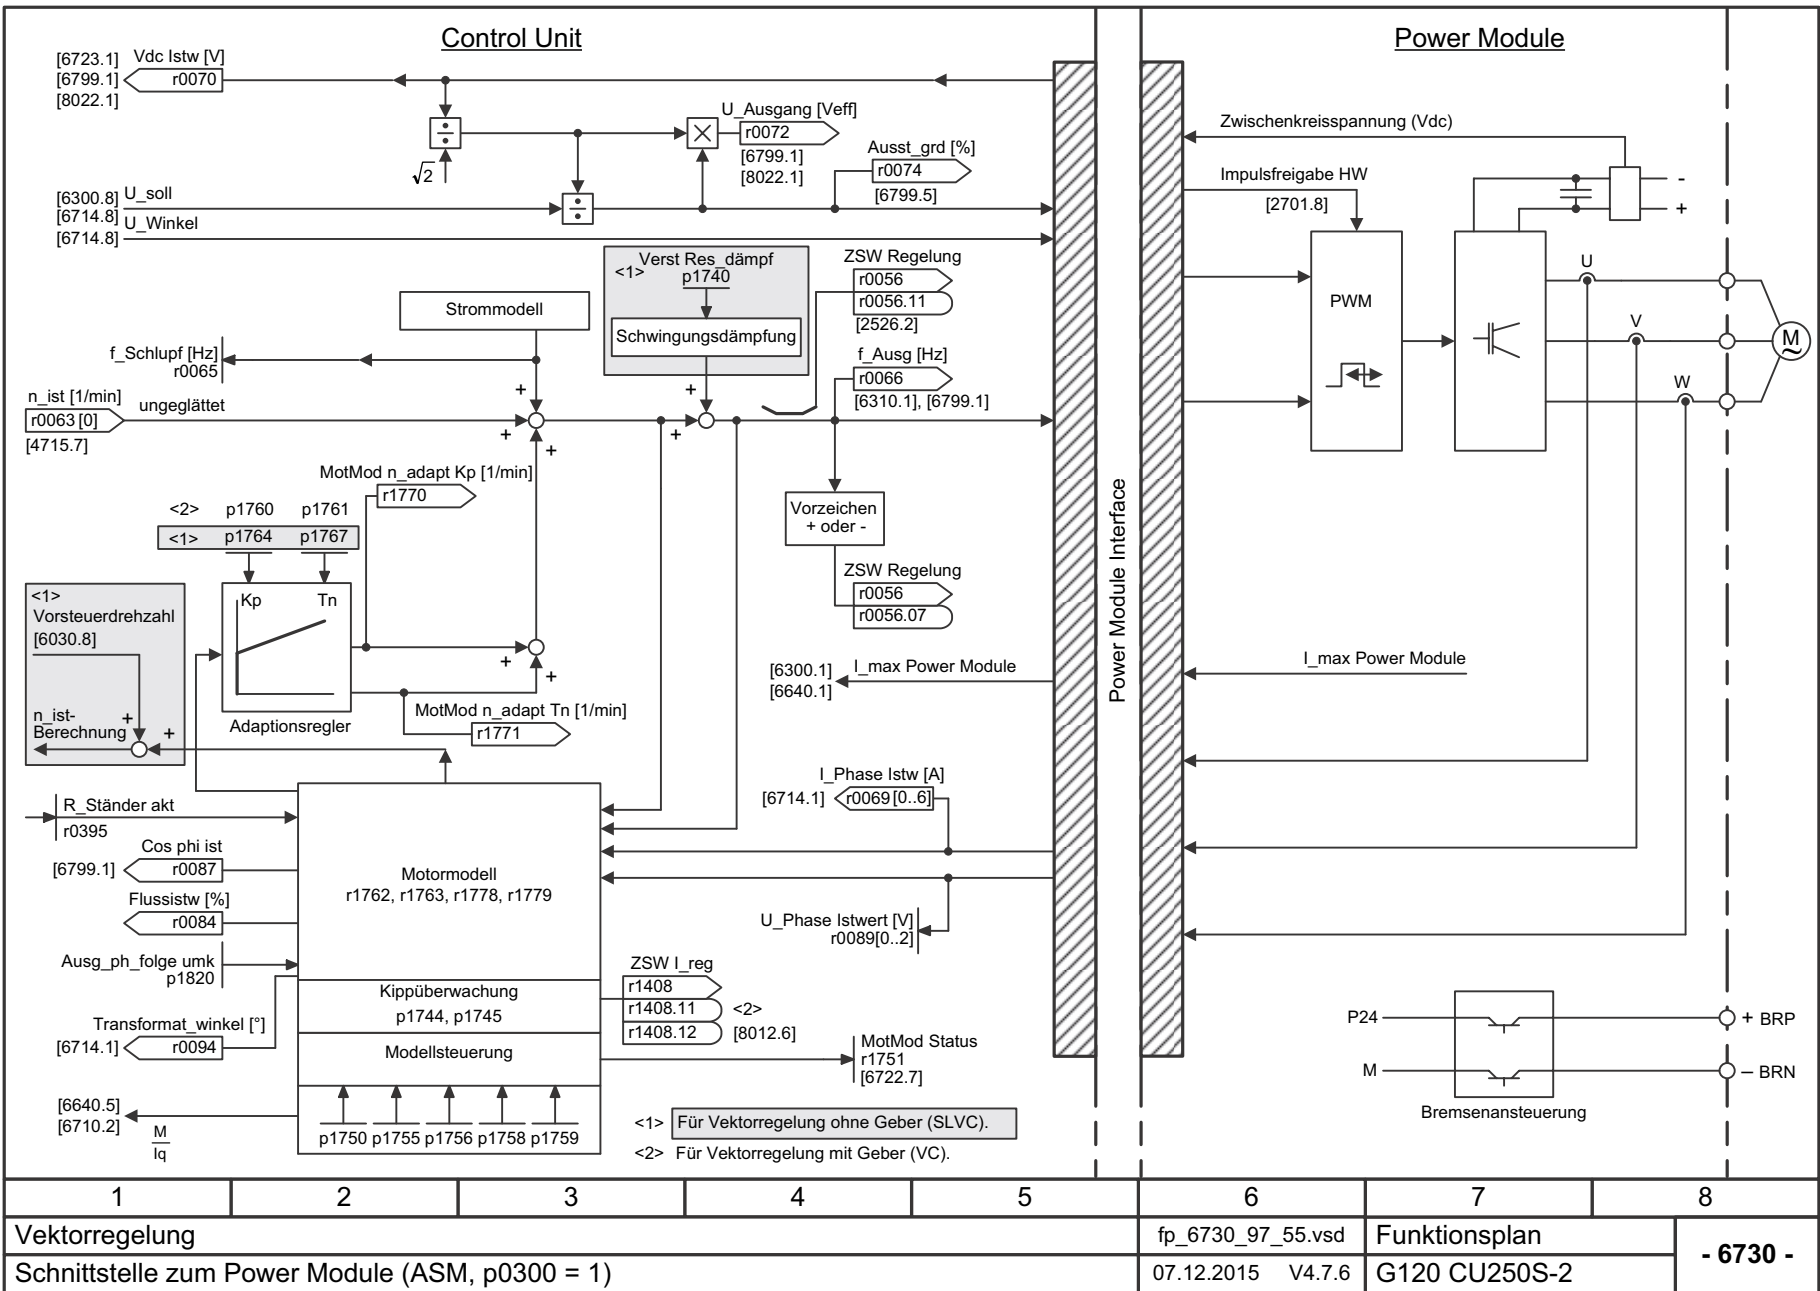 Control Unit
Power Module
[6723.1]
[6799.1]
[8022.1]
Vdc Istw [V]
r0070
÷
√2
×
U_Ausgang [Veff]
r0072
[6799.1]
[8022.1]
Ausst_grd [%]
r0074
[6799.5]
[6300.8]
[6714.8]
U_soll
÷
[6714.8]
U_Winkel
Zwischenkreisspannung (Vdc)
Impulsfreigabe HW
[2701.8]
-
+
PWM
U
V
W
M
~
<1>
Verst Res_dämpf
p1740
Schwingungsdämpfung
ZSW Regelung
r0056
r0056.11
[2526.2]
Strommodell
f_Schlupf [Hz]
r0065
f_Ausg [Hz]
r0066
[6310.1], [6799.1]
n_ist [1/min]
r0063 [0]
[4715.7]
ungeglättet
+
+
+
+
+
MotMod n_adapt Kp [1/min]
r1770
<2> p1760 p1761
<1> p1764 p1767
Kp Tn
Adaptionsregler
Vorzeichen
+ oder -
ZSW Regelung
r0056
r0056.07
<1>
Vorsteuerdrehzahl
[6030.8]
n_ist-
Berechnung
+
+
+
+
MotMod n_adapt Tn [1/min]
r1771
[6300.1]
[6640.1]
I_max Power Module
Power Module Interface
I_max Power Module
R_Ständer akt
r0395
Cos phi ist
[6799.1]
r0087
Flussistw [%]
r0084
Ausg_ph_folge umk
p1820
Transformat_winkel [°]
[6714.1]
r0094
[6640.5]
[6710.2]
M
Iq
Motormodell
r1762, r1763, r1778, r1779
Kippüberwachung
p1744, p1745
Modellsteuerung
p1750 p1755 p1756 p1758 p1759
I_Phase Istw [A]
[6714.1]
r0069 [0..6]
U_Phase Istwert [V]
r0089[0..2]
ZSW I_reg
r1408
r1408.11
r1408.12
<2>
[8012.6]
MotMod Status
r1751
[6722.7]
<1> Für Vektorregelung ohne Geber (SLVC).
<2> Für Vektorregelung mit Geber (VC).
P24
+ BRP
M
– BRN
Bremsenansteuerung
1 2 3 4 5 6 7 8
Vektorregelung
fp_6730_97_55.vsd
Funktionsplan
- 6730 -
Schnittstelle zum Power Module (ASM, p0300 = 1)
07.12.2015 V4.7.6
G120 CU250S-2